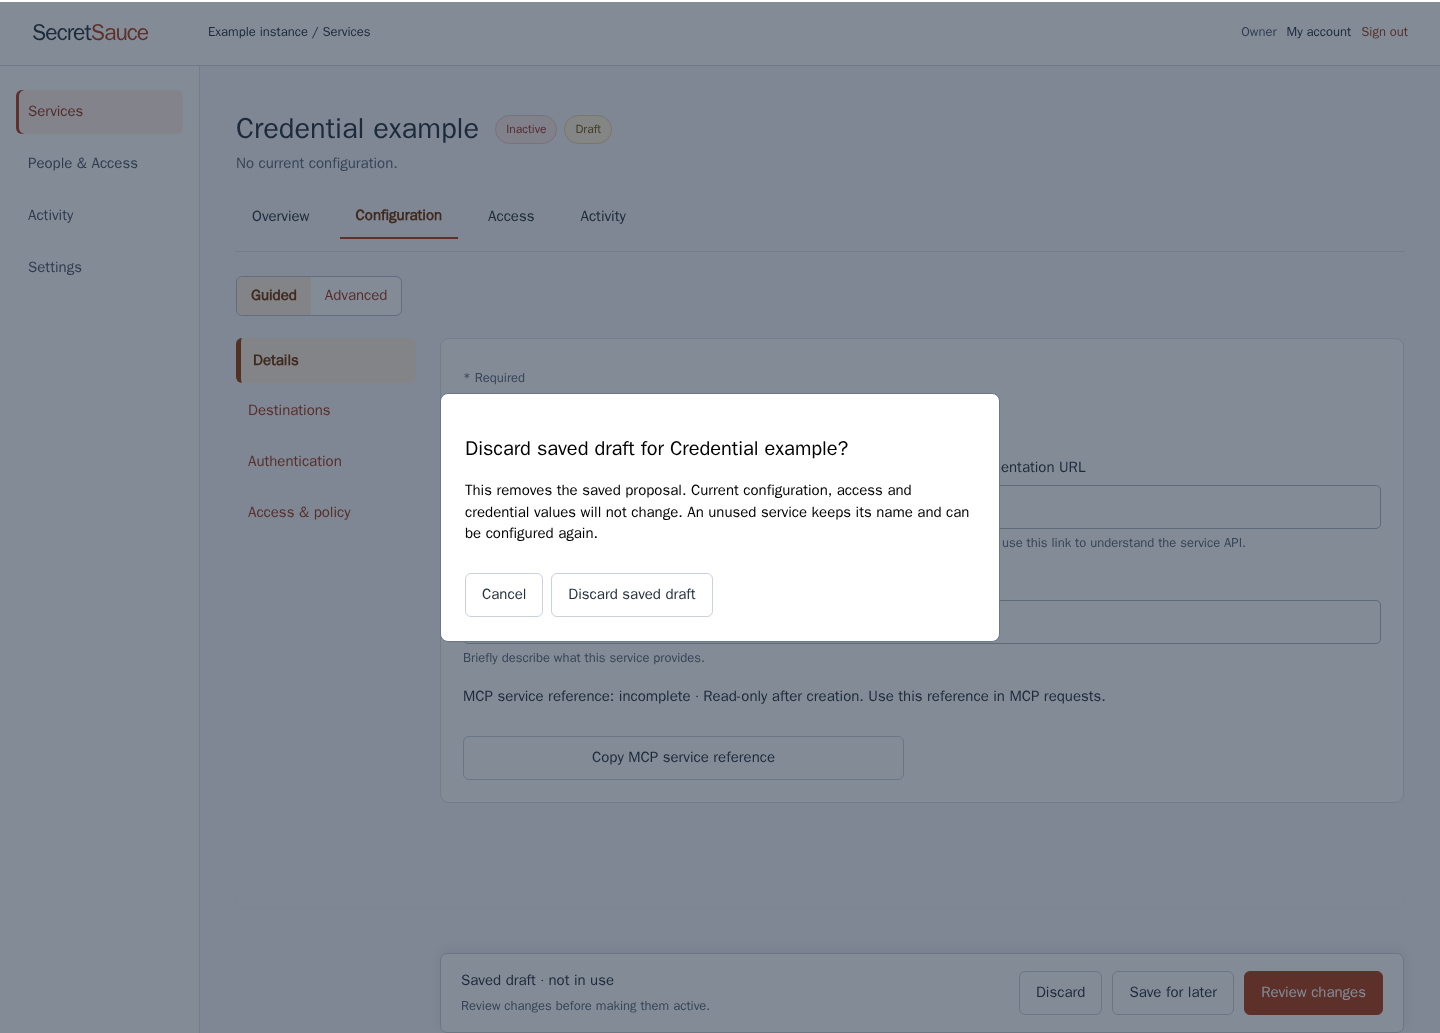 SecretSauce
Example instance / Services
Owner My account Sign out
Services
People & Access
Activity
Settings
Credential example
Inactive
Draft
No current configuration.
Overview
Configuration
Access
Activity
Guided
Advanced
Details
Destinations
Authentication
Access & policy
* Required
entation URL
use this link to understand the service API.
Discard saved draft for Credential example?
This removes the saved proposal. Current configuration, access and
credential values will not change. An unused service keeps its name and can
be configured again.
Cancel
Discard saved draft
Briefly describe what this service provides.
MCP service reference: incomplete · Read-only after creation. Use this reference in MCP requests.
Copy MCP service reference
Saved draft · not in use
Review changes before making them active.
Discard
Save for later
Review changes